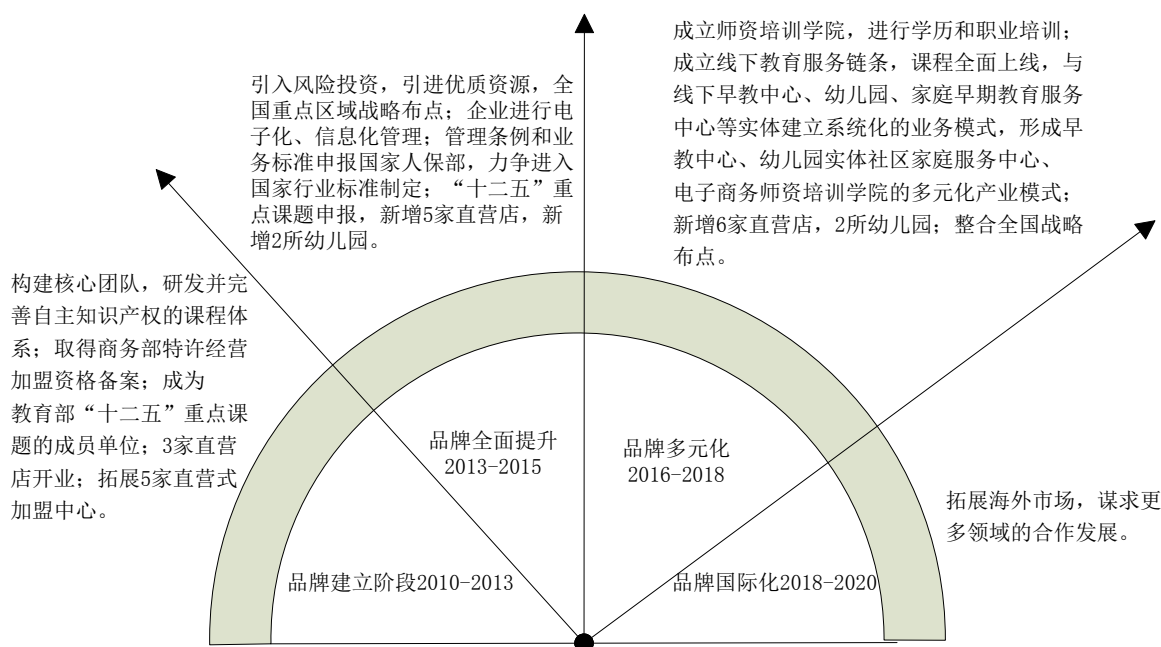 构建核心团队，研发并完
善自主知识产权的课程体
系；取得商务部特许经营
加盟资格备案；成为
教育部“十二五”重点课
题的成员单位；3家直营
店开业；拓展5家直营式
加盟中心。
引入风险投资，引进优质资源，全
国重点区域战略布点；企业进行电
子化、信息化管理；管理条例和业
务标准申报国家人保部，力争进入
国家行业标准制定；“十二五”重
点课题申报，新增5家直营店，新
增2所幼儿园。
成立师资培训学院，进行学历和职业培训；
成立线下教育服务链条，课程全面上线，与
线下早教中心、幼儿园、家庭早期教育服务
中心等实体建立系统化的业务模式，形成早
教中心、幼儿园实体社区家庭服务中心、
电子商务师资培训学院的多元化产业模式；
新增6家直营店，2所幼儿园；整合全国战略
布点。
拓展海外市场，谋求更
多领域的合作发展。
品牌建立阶段2010-2013
品牌全面提升
2013-2015
品牌多元化
2016-2018
品牌国际化2018-2020